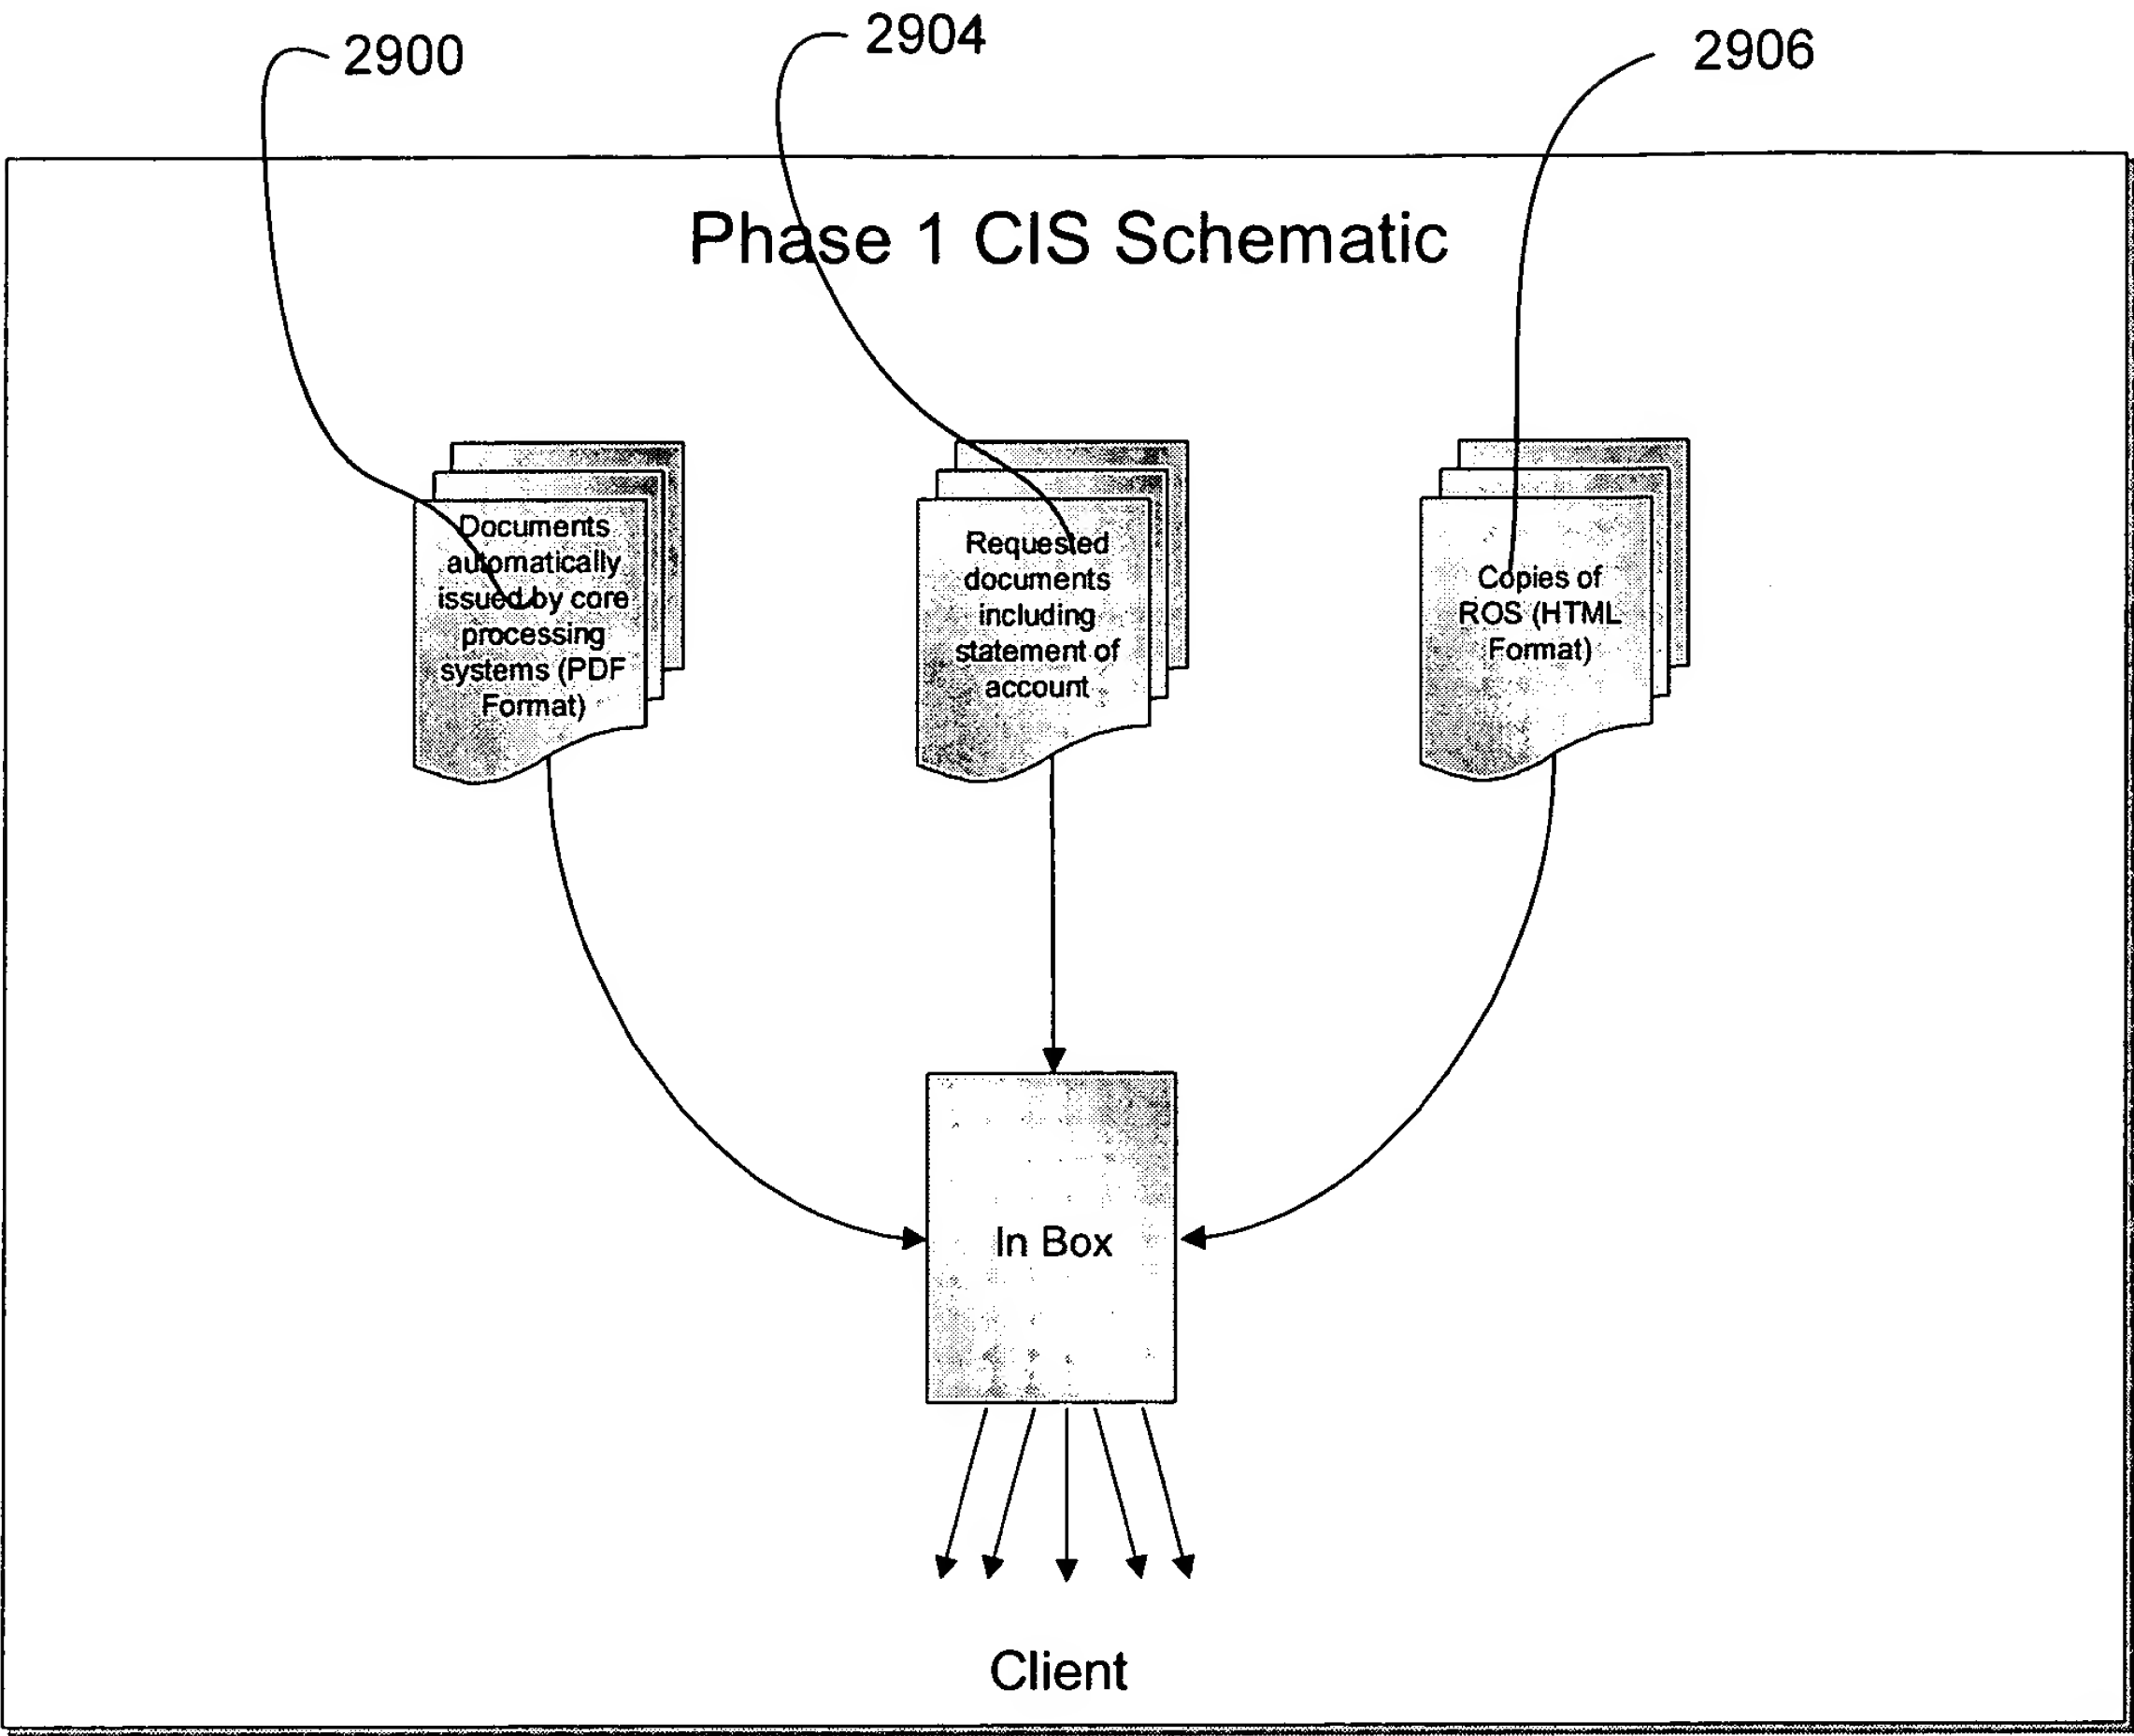 2900
2904
2906
Phase 1 CIS Schematic
Documents
automatically
issued by core
processing
systems (PDF
Format)
Requested
documents
including
statement of
account
Copies of
ROS (HTML
Format)
In Box
Client